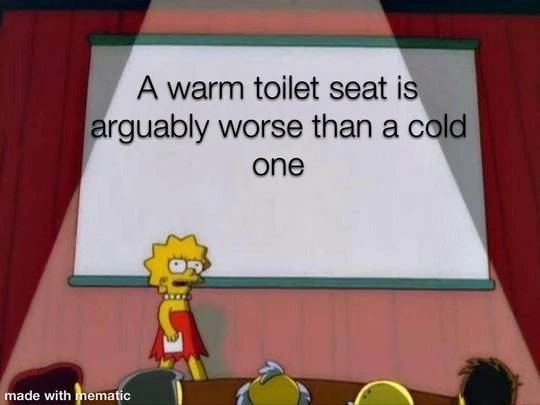 A warm toilet seat is
arguably worse than a cold
one
made with mematic